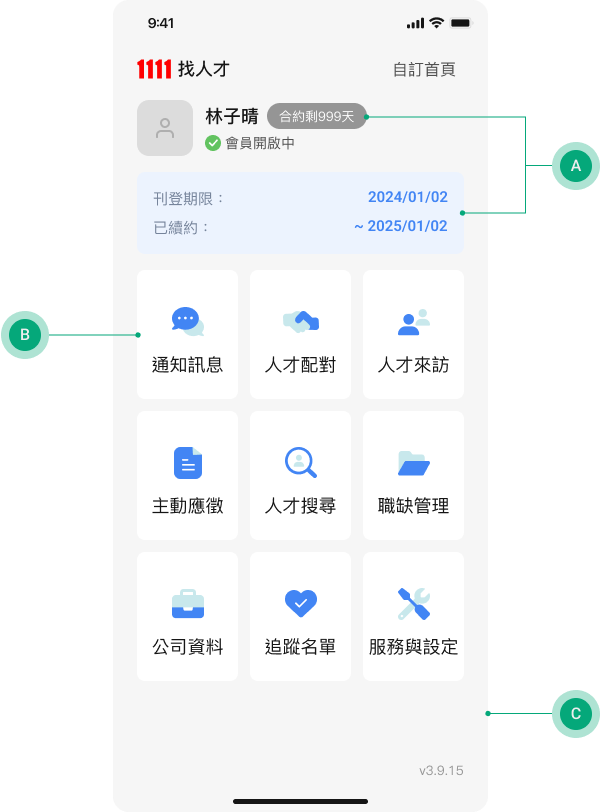 9:41
1111 找人才 自訂首頁
林子晴 合約剩999天
會員開啟中
A
刊登期限： 2024/01/02
已續約： ~ 2025/01/02
B
通知訊息 人才配對 人才來訪
主動應徵 人才搜尋 職缺管理
公司資料 追蹤名單 服務與設定
C
v3.9.15